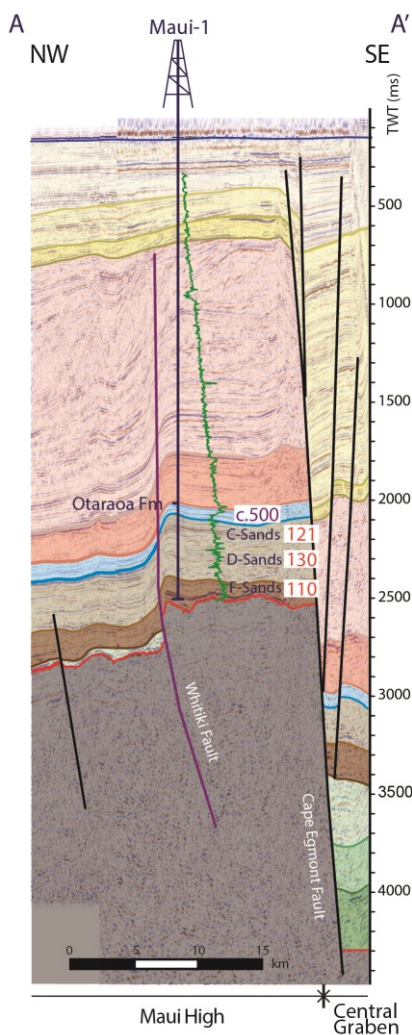 A
A'
Maui-1
NW
SE
TWT (ms)
500
1000
1500
2000
2500
3000
3500
4000
Otaraoa Fm
c.500
C-Sands 121
D-Sands 130
F-Sands 110
Whitiki Fault
Cape Egmont Fault
0 5 10 15
km
Maui High
Central
Graben